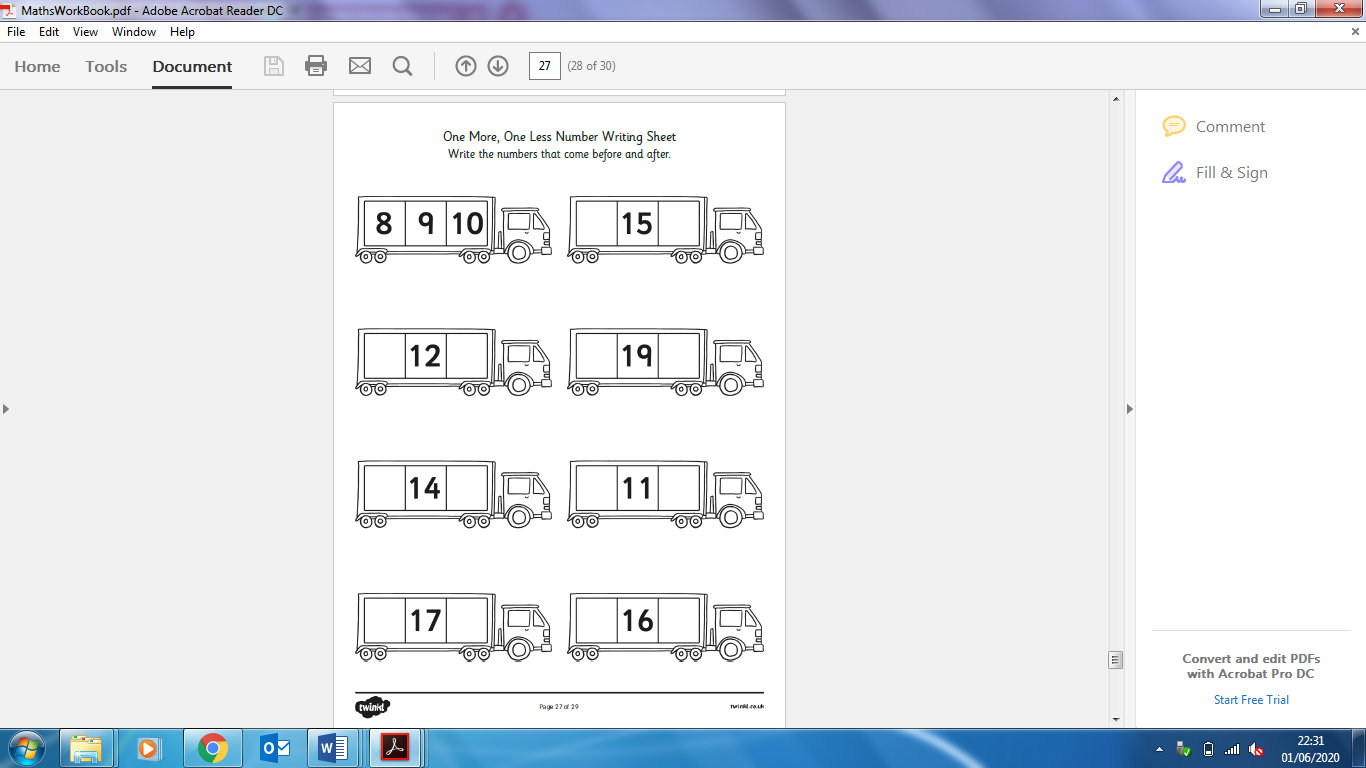 MathsWorkBook.pdf - Adobe Acrobat Reader DC
File Edit View Window Help
Home Tools Document 27 (28 of 30)
Comment
Fill & Sign
One More, One Less Number Writing Sheet
Write the numbers that come before and after.
8 9 10 15
12 19
14 11
17 16
twinkl Page 27 of 29 twinkl.co.uk
Convert and edit PDFs
with Acrobat Pro DC
Start Free Trial
22:31
01/06/2020